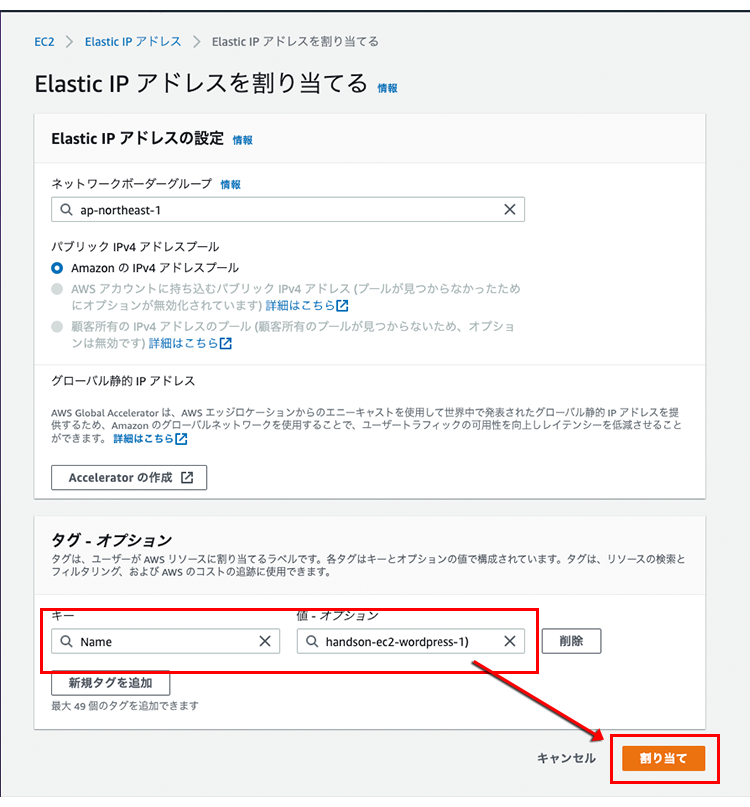 EC2 > Elastic IP アドレス > Elastic IP アドレスを割り当てる
Elastic IP アドレスを割り当てる 情報
Elastic IP アドレスの設定 情報
ネットワークボーダーグループ 情報
ap-northeast-1
パブリック IPv4 アドレスプール
Amazon の IPv4 アドレスプール
AWS アカウントに持ち込むパブリック IPv4 アドレス (プールが見つからなかったため
にオプションが無効化されています) 詳細はこちら
顧客所有の IPv4 アドレスのプール (顧客所有のプールが見つからないため、オプショ
ンは無効です) 詳細はこちら
グローバル静的 IP アドレス
AWS Global Accelerator は、AWS エッジロケーションからのエニーキャストを使用して世界中で発表されたグローバル静的 IP アドレスを提
供するため、Amazon のグローバルネットワークを使用することで、ユーザートラフィックの可用性を向上しレイテンシーを低減させること
ができます。 詳細はこちら
Accelerator の作成
タグ - オプション
タグは、ユーザーが AWS リソースに割り当てるラベルです。各タグはキーとオプションの値で構成されています。タグは、リソースの検索と
フィルタリング、および AWS のコストの追跡に使用できます。
キー 値 - オプション
Name handson-ec2-wordpress-1) 削除
新規タグを追加
最大 49 個のタグを追加できます
キャンセル 割り当て